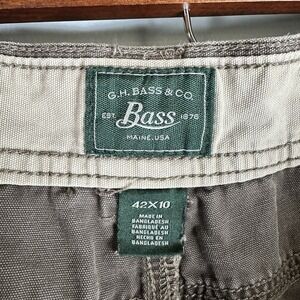 G.H. BASS & CO.
EST. 1876
Bass
MAINE, USA
42X10
MADE IN
BANGLADESH
FABRIQUÉ AU
BANGLADESH
HECHO EN
BANGLADESH